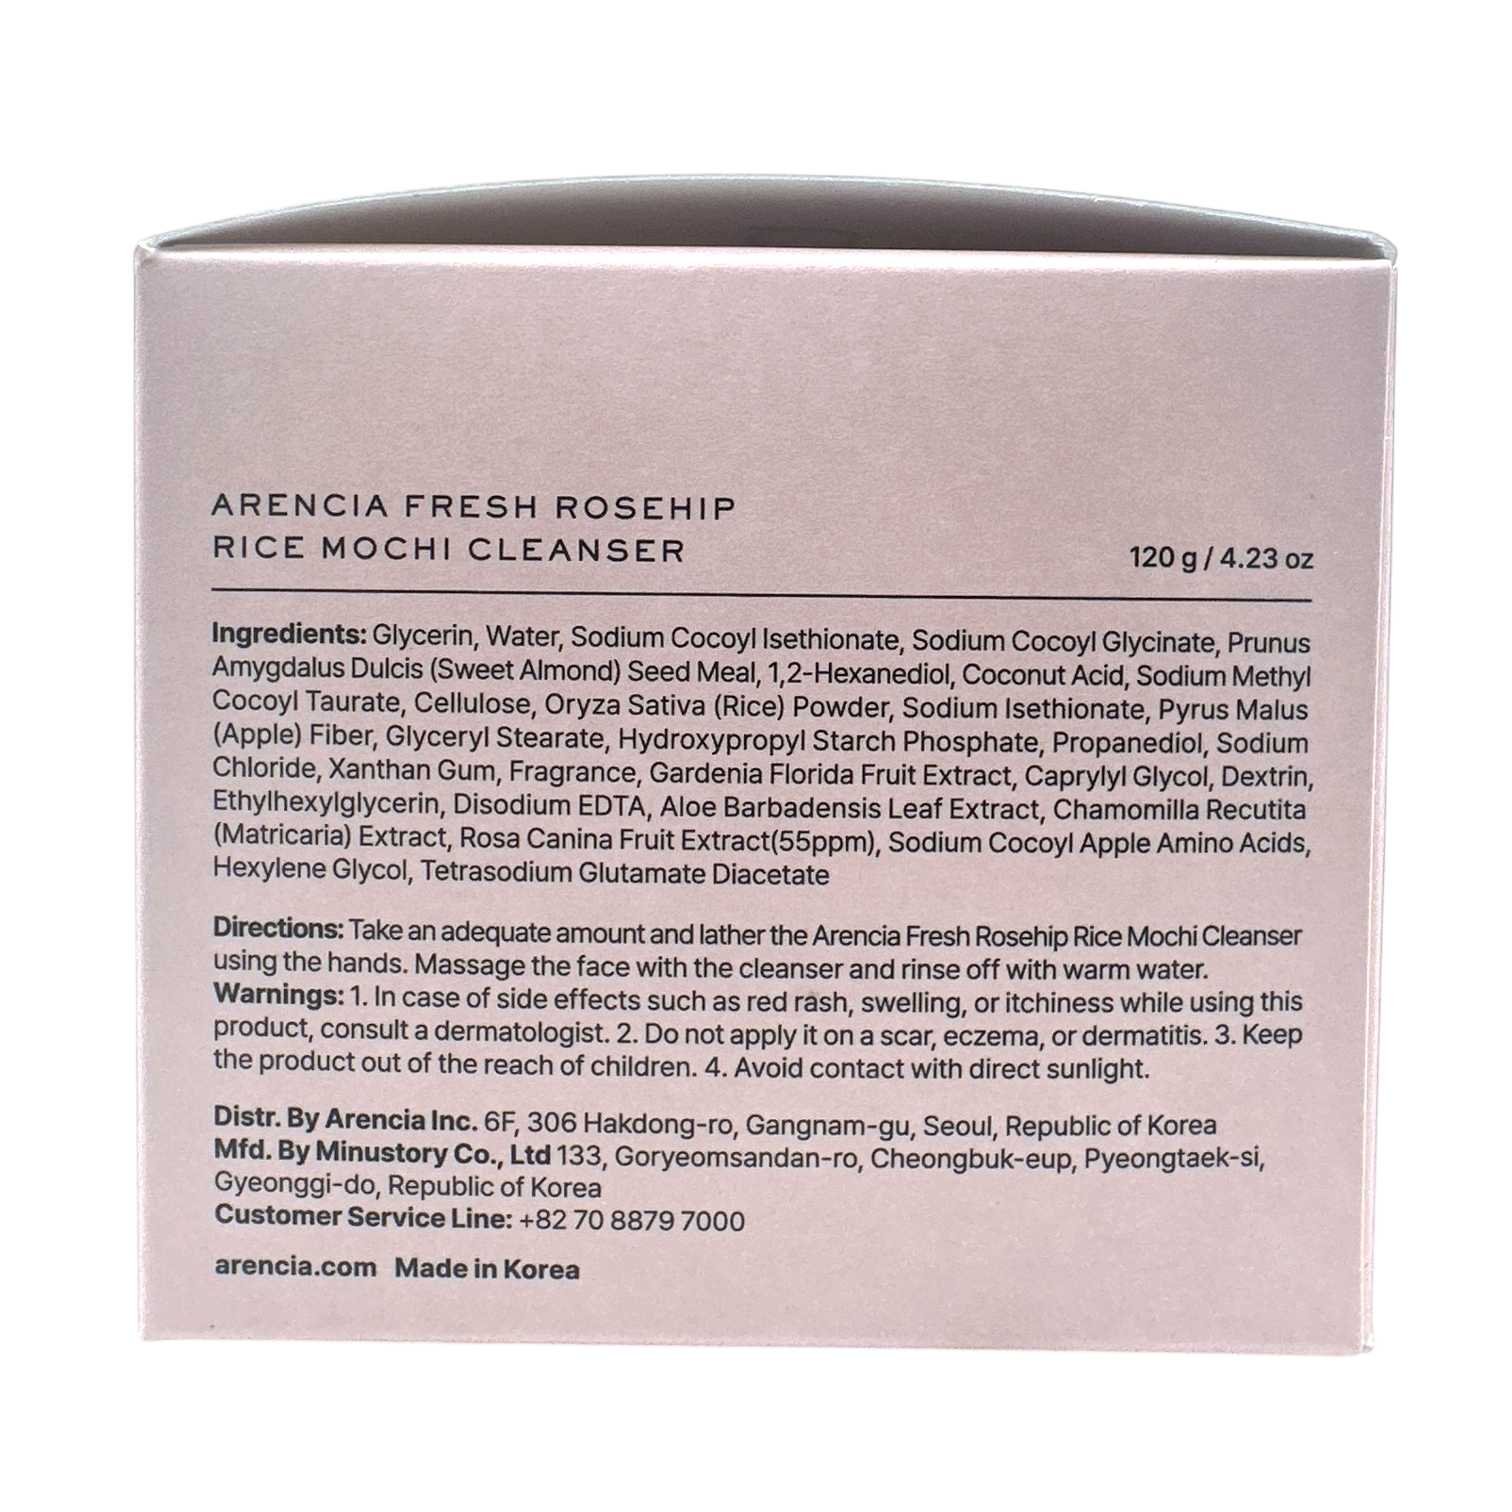 ARENCIA FRESH ROSEHIP
RICE MOCHI CLEANSER
120 g / 4.23 oz
Ingredients: Glycerin, Water, Sodium Cocoyl Isethionate, Sodium Cocoyl Glycinate, Prunus
Amygdalus Dulcis (Sweet Almond) Seed Meal, 1,2-Hexanediol, Coconut Acid, Sodium Methyl
Cocoyl Taurate, Cellulose, Oryza Sativa (Rice) Powder, Sodium Isethionate, Pyrus Malus
(Apple) Fiber, Glyceryl Stearate, Hydroxypropyl Starch Phosphate, Propanediol, Sodium
Chloride, Xanthan Gum, Fragrance, Gardenia Florida Fruit Extract, Caprylyl Glycol, Dextrin,
Ethylhexylglycerin, Disodium EDTA, Aloe Barbadensis Leaf Extract, Chamomilla Recutita
(Matricaria) Extract, Rosa Canina Fruit Extract(55ppm), Sodium Cocoyl Apple Amino Acids,
Hexylene Glycol, Tetrasodium Glutamate Diacetate
Directions: Take an adequate amount and lather the Arencia Fresh Rosehip Rice Mochi Cleanser
using the hands. Massage the face with the cleanser and rinse off with warm water.
Warnings: 1. In case of side effects such as red rash, swelling, or itchiness while using this
product, consult a dermatologist. 2. Do not apply it on a scar, eczema, or dermatitis. 3. Keep
the product out of the reach of children. 4. Avoid contact with direct sunlight.
Distr. By Arencia Inc. 6F, 306 Hakdong-ro, Gangnam-gu, Seoul, Republic of Korea
Mfd. By Minustory Co., Ltd 133, Goryeomsandan-ro, Cheongbuk-eup, Pyeongtaek-si,
Gyeonggi-do, Republic of Korea
Customer Service Line: +82 70 8879 7000
arencia.com Made in Korea